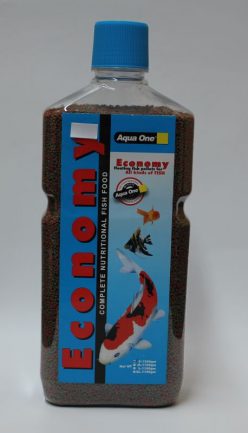 Aqua One
Economy
Floating fish pellets for
All kinds of FISH
Aqua One
Economy
COMPLETE NUTRITIONAL FISH FOOD